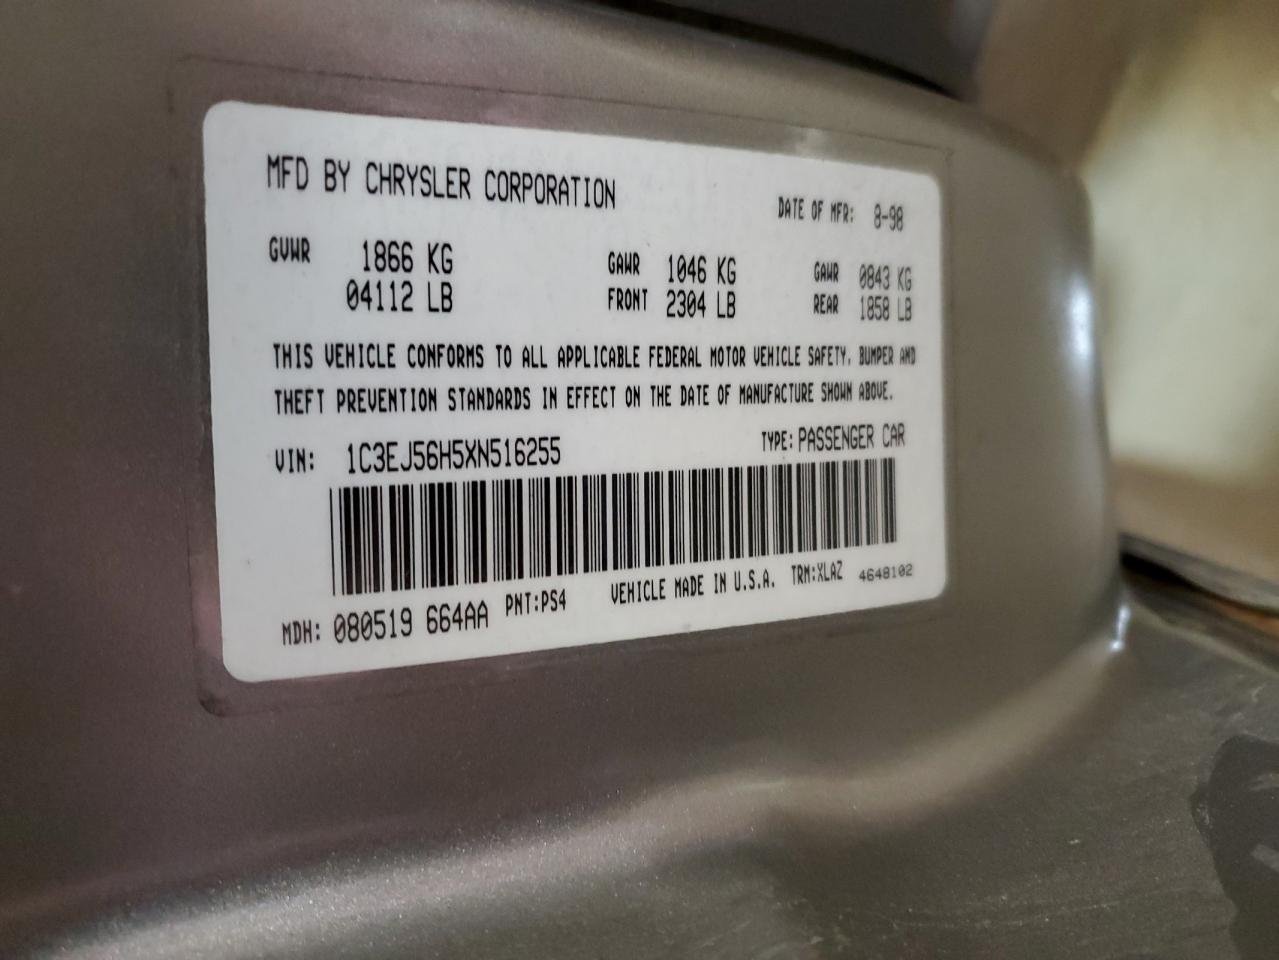 MFD BY CHRYSLER CORPORATION DATE OF MFR: 8-98
GVWR 1866 KG GAWR 1046 KG GAWR 0843 KG
04112 LB FRONT 2304 LB REAR 1858 LB
THIS VEHICLE CONFORMS TO ALL APPLICABLE FEDERAL MOTOR VEHICLE SAFETY, BUMPER AND
THEFT PREVENTION STANDARDS IN EFFECT ON THE DATE OF MANUFACTURE SHOWN ABOVE.
VIN: 1C3EJ56H5XN516255 TYPE: PASSENGER CAR
MDH: 080519 664AA PNT:PS4 VEHICLE MADE IN U.S.A. TRM:XLAZ 4648102